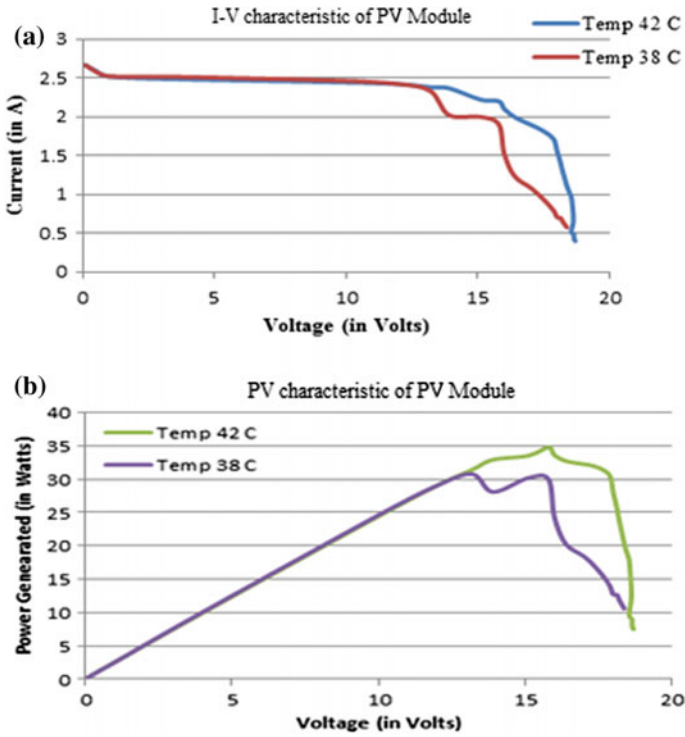 (a)
I-V characteristic of PV Module
Temp 42 C
Temp 38 C
3
2.5
2
1.5
1
0.5
0
Current (in A)
0 5 10 15 20
Voltage (in Volts)
(b)
PV characteristic of PV Module
Temp 42 C
Temp 38 C
40
35
30
25
20
15
10
5
0
Power Genearated (in Watts)
0 5 10 15 20
Voltage (in Volts)